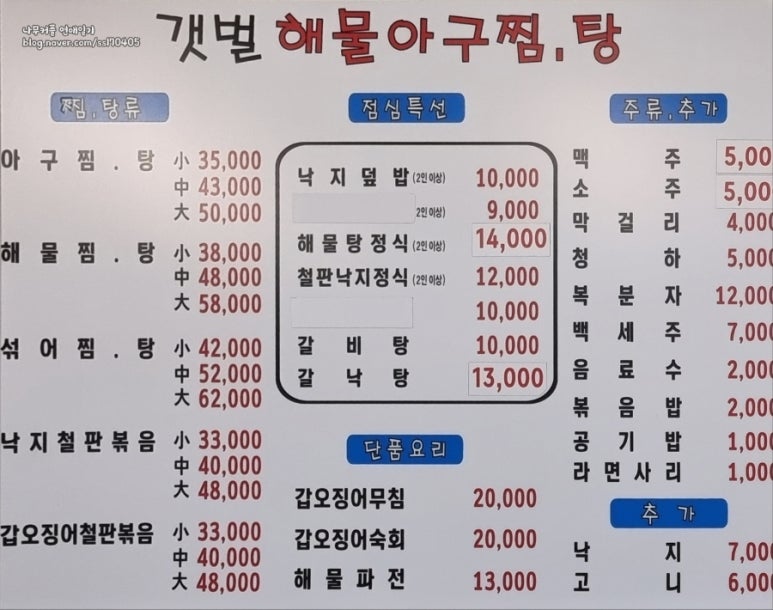 나무커플 연애일기
blog.naver.com/ssl70405
갯벌 해물아구찜.탕
찜.탕류
아구찜.탕 小 35,000
中 43,000
大 50,000
해물찜.탕 小 38,000
中 48,000
大 58,000
섞어찜.탕 小 42,000
中 52,000
大 62,000
낙지철판볶음 小 33,000
中 40,000
大 48,000
갑오징어철판볶음 小 33,000
中 40,000
大 48,000
점심특선
낙지덮밥(2인이상) 10,000
2인이상) 9,000
해물탕정식(2인이상) 14,000
철판낙지정식(2인이상) 12,000
10,000
갈비탕 10,000
갈낙탕 13,000
단품요리
갑오징어무침 20,000
갑오징어숙회 20,000
해물파전 13,000
주류.추가
맥주 5,00
소주 5,00
막걸리 4,000
청하 5,000
복분자 12,000
백세주 7,000
음료수 2,000
볶음밥 2,000
공기밥 1,000
라면사리 1,000
추가
낙지 7,000
고니 6,000